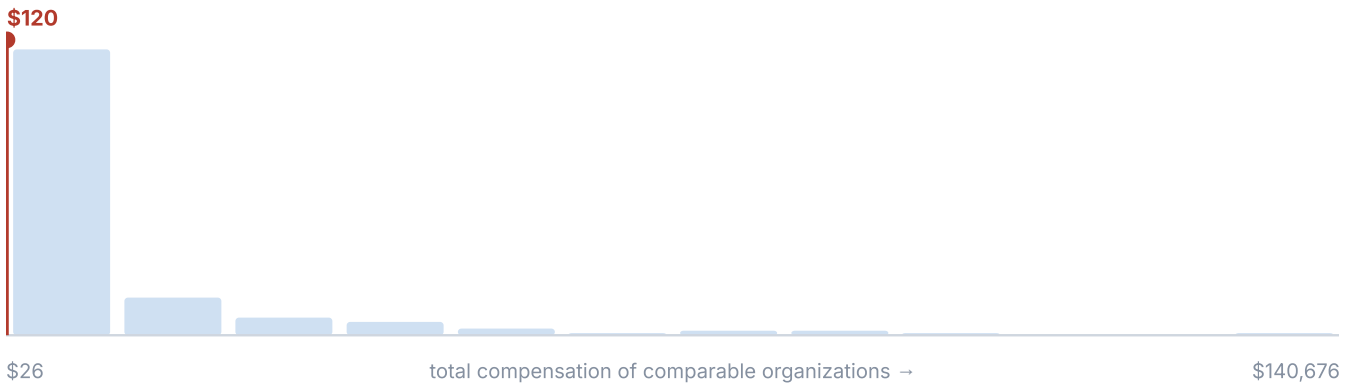 $120
$26 total compensation of comparable organizations → $140,676